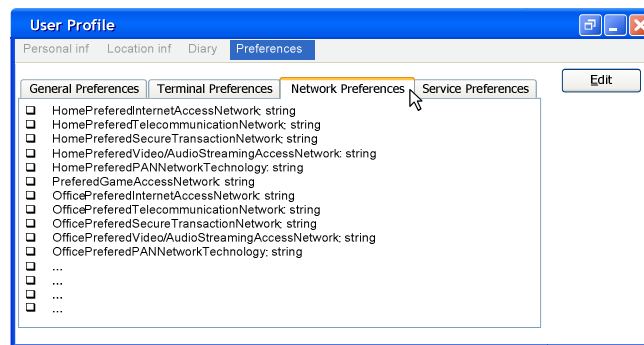 User Profile
Personal inf Location inf Diary Preferences
General Preferences Terminal Preferences Network Preferences Service Preferences Edit
HomePreferedInternetAccessNetwork; string
HomePreferedTelecommunicationNetwork; string
HomePreferedSecureTransactionNetwork; string
HomePreferedVideo/AudioStreamingAccessNetwork: string
HomePreferedPANNetworkTechnology: string
PreferedGameAccessNetwork: string
OfficePreferedInternetAccessNetwork: string
OfficePreferedTelecommunicationNetwork: string
OfficePreferedSecureTransactionNetwork; string
OfficePreferedVideo/AudioStreamingAccessNetwork; string
OfficePreferedPANNetworkTechnology; string
...
...
...
...